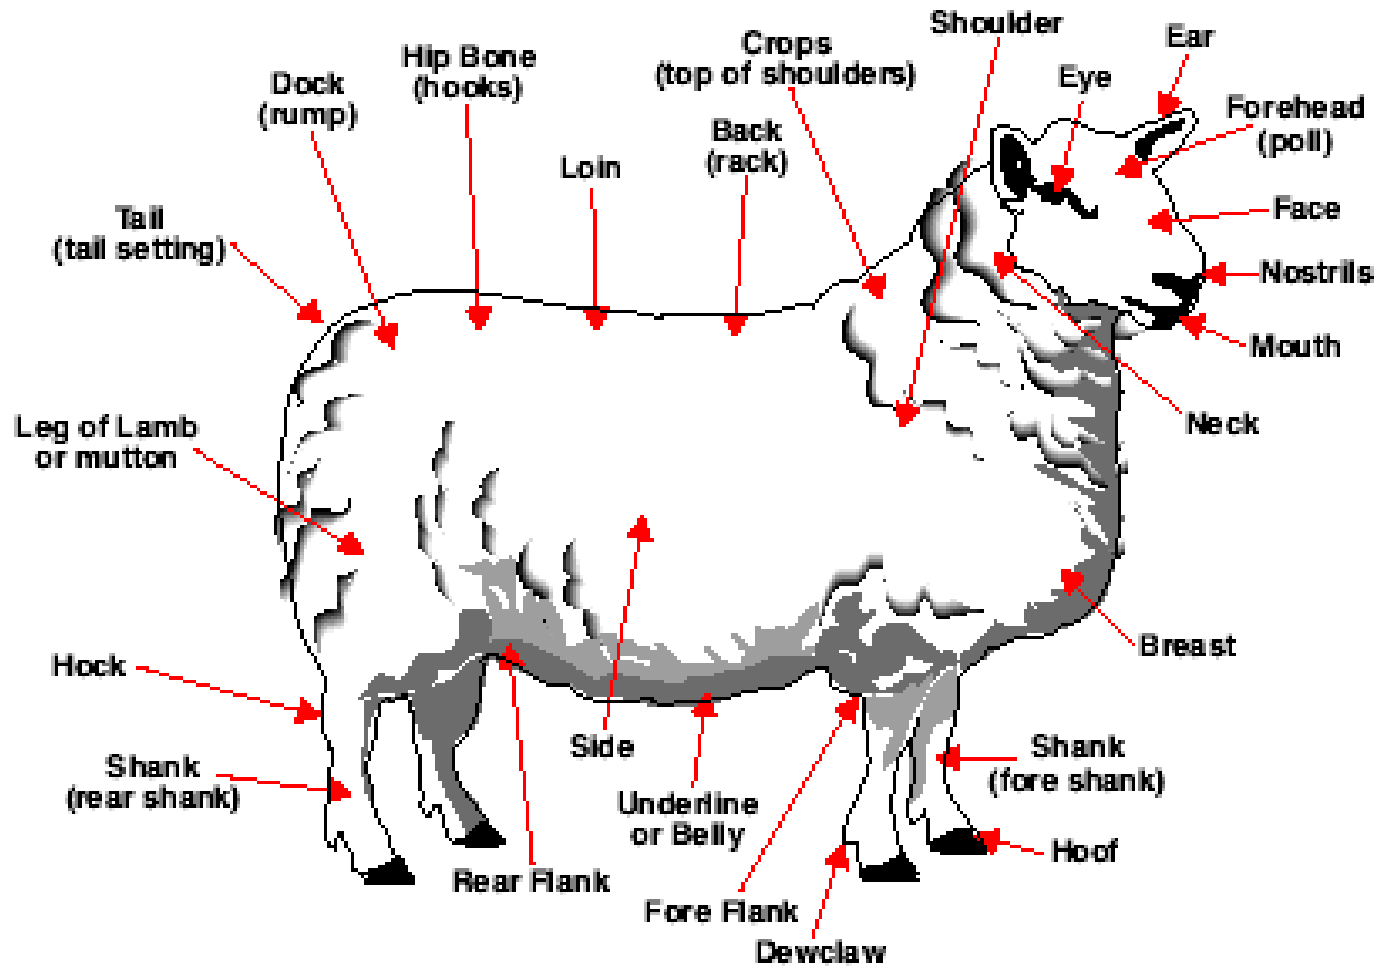 Shoulder
Ear
Crops
(top of shoulders)
Hip Bone
(hooks)
Eye
Dock
(rump)
Forehead
(poll)
Back
(rack)
Loin
Tail
(tail setting)
Face
Nostrils
Mouth
Neck
Leg of Lamb
or mutton
Breast
Hock
Side
Shank
(fore shank)
Shank
(rear shank)
Underline
or Belly
Hoof
Rear Flank
Fore Flank
Dewclaw